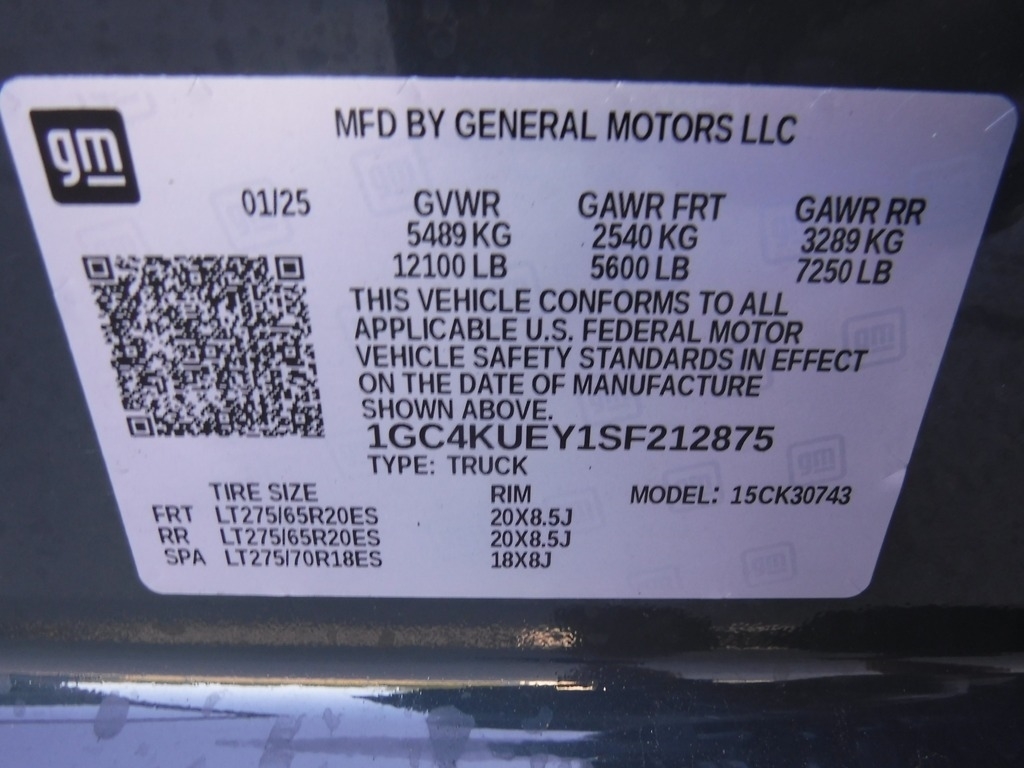 gm
MFD BY GENERAL MOTORS LLC
01/25 GVWR GAWR FRT GAWR RR
5489 KG 2540 KG 3289 KG
12100 LB 5600 LB 7250 LB
THIS VEHICLE CONFORMS TO ALL
APPLICABLE U.S. FEDERAL MOTOR
VEHICLE SAFETY STANDARDS IN EFFECT
ON THE DATE OF MANUFACTURE
SHOWN ABOVE.
1GC4KUEY1SF212875
TYPE: TRUCK
TIRE SIZE RIM MODEL: 15CK30743
FRT LT275/65R20ES 20X8.5J
RR LT275/65R20ES 20X8.5J
SPA LT275/70R18ES 18X8J